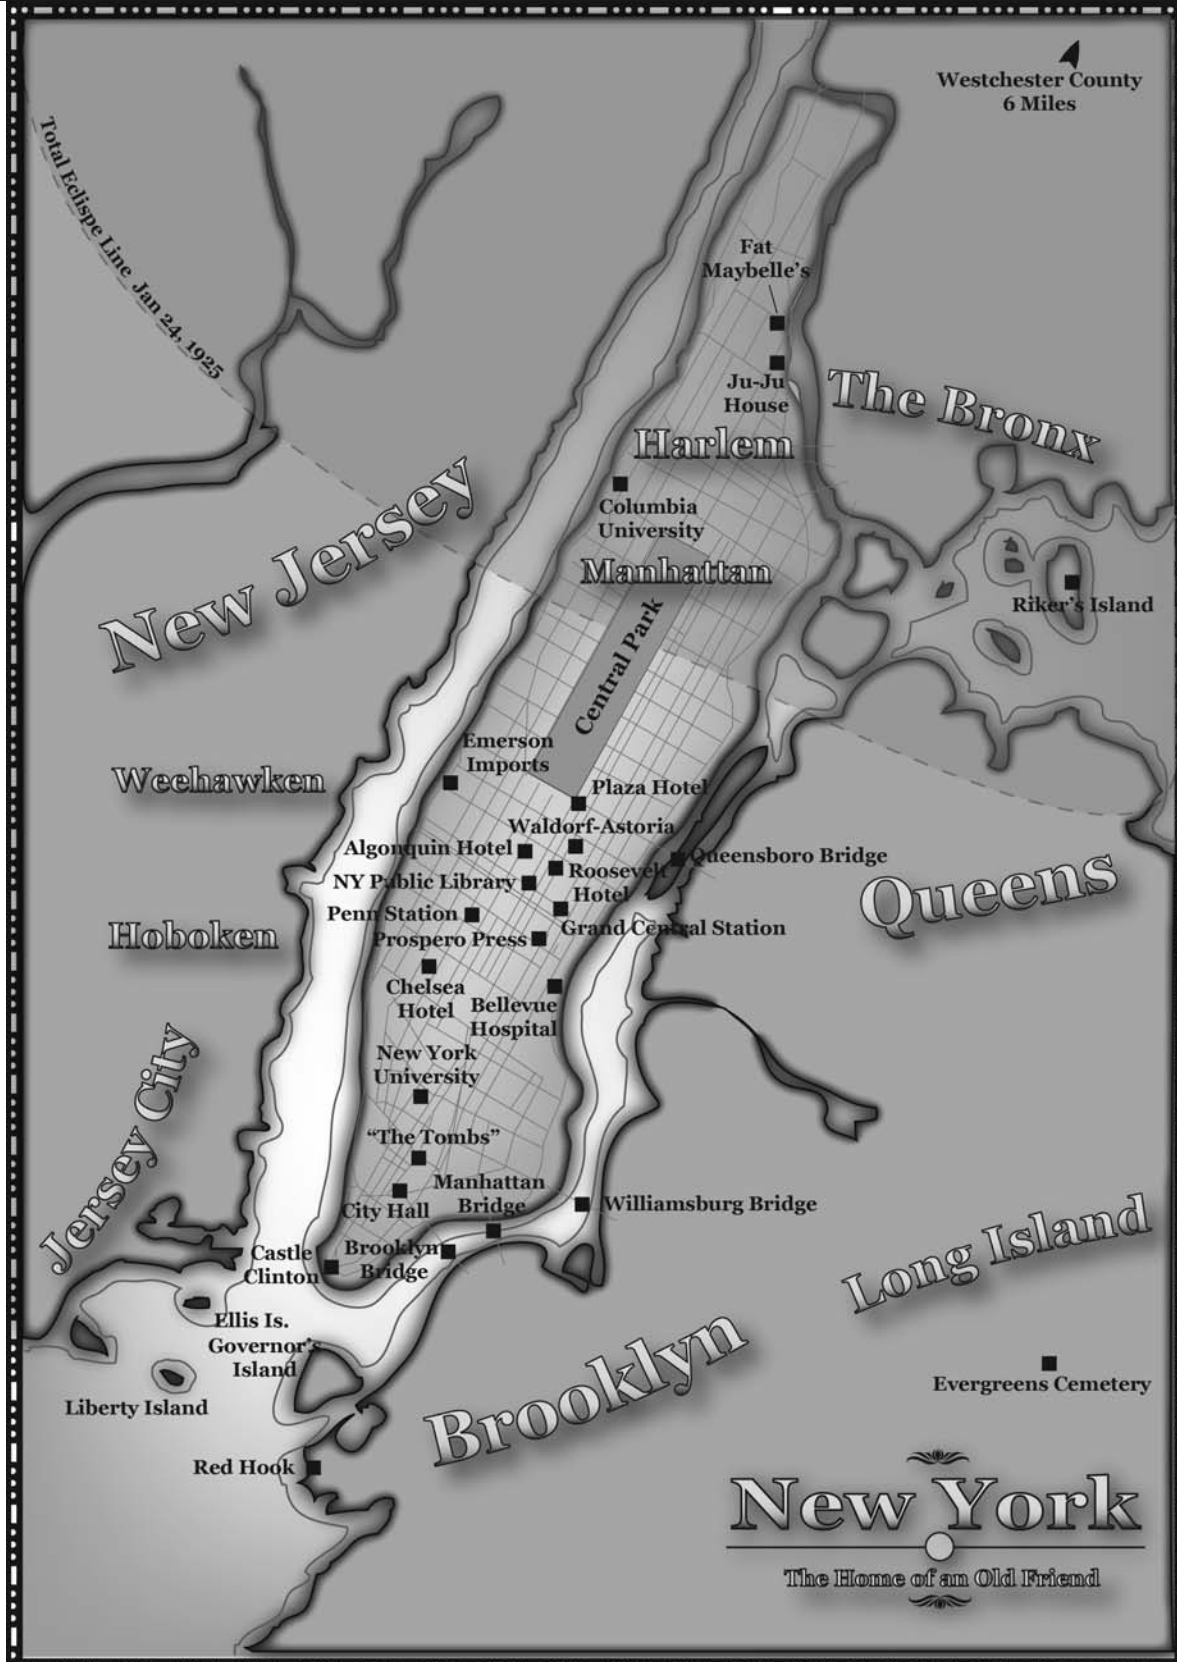 Westchester County
6 Miles
Total Eclispe Line Jan 24, 1925
Fat
Maybelle's
Ju-Ju
House
The Bronx
Harlem
Columbia
University
New Jersey
Manhattan
Riker's Island
Central Park
Emerson
Imports
Weehawken
Plaza Hotel
Waldorf-Astoria
Algonquin Hotel
Queensboro Bridge
Roosevelt
Hotel
NY Public Library
Queens
Penn Station
Grand Central Station
Hoboken
Prospero Press
Chelsea
Hotel
Bellevue
Hospital
New York
University
Jersey City
“The Tombs”
Manhattan
Bridge
Williamsburg Bridge
City Hall
Long Island
Castle
Clinton
Brooklyn
Bridge
Ellis Is.
Governor's
Island
Brooklyn
Evergreens Cemetery
Liberty Island
Red Hook
New York
The Home of an Old Friend